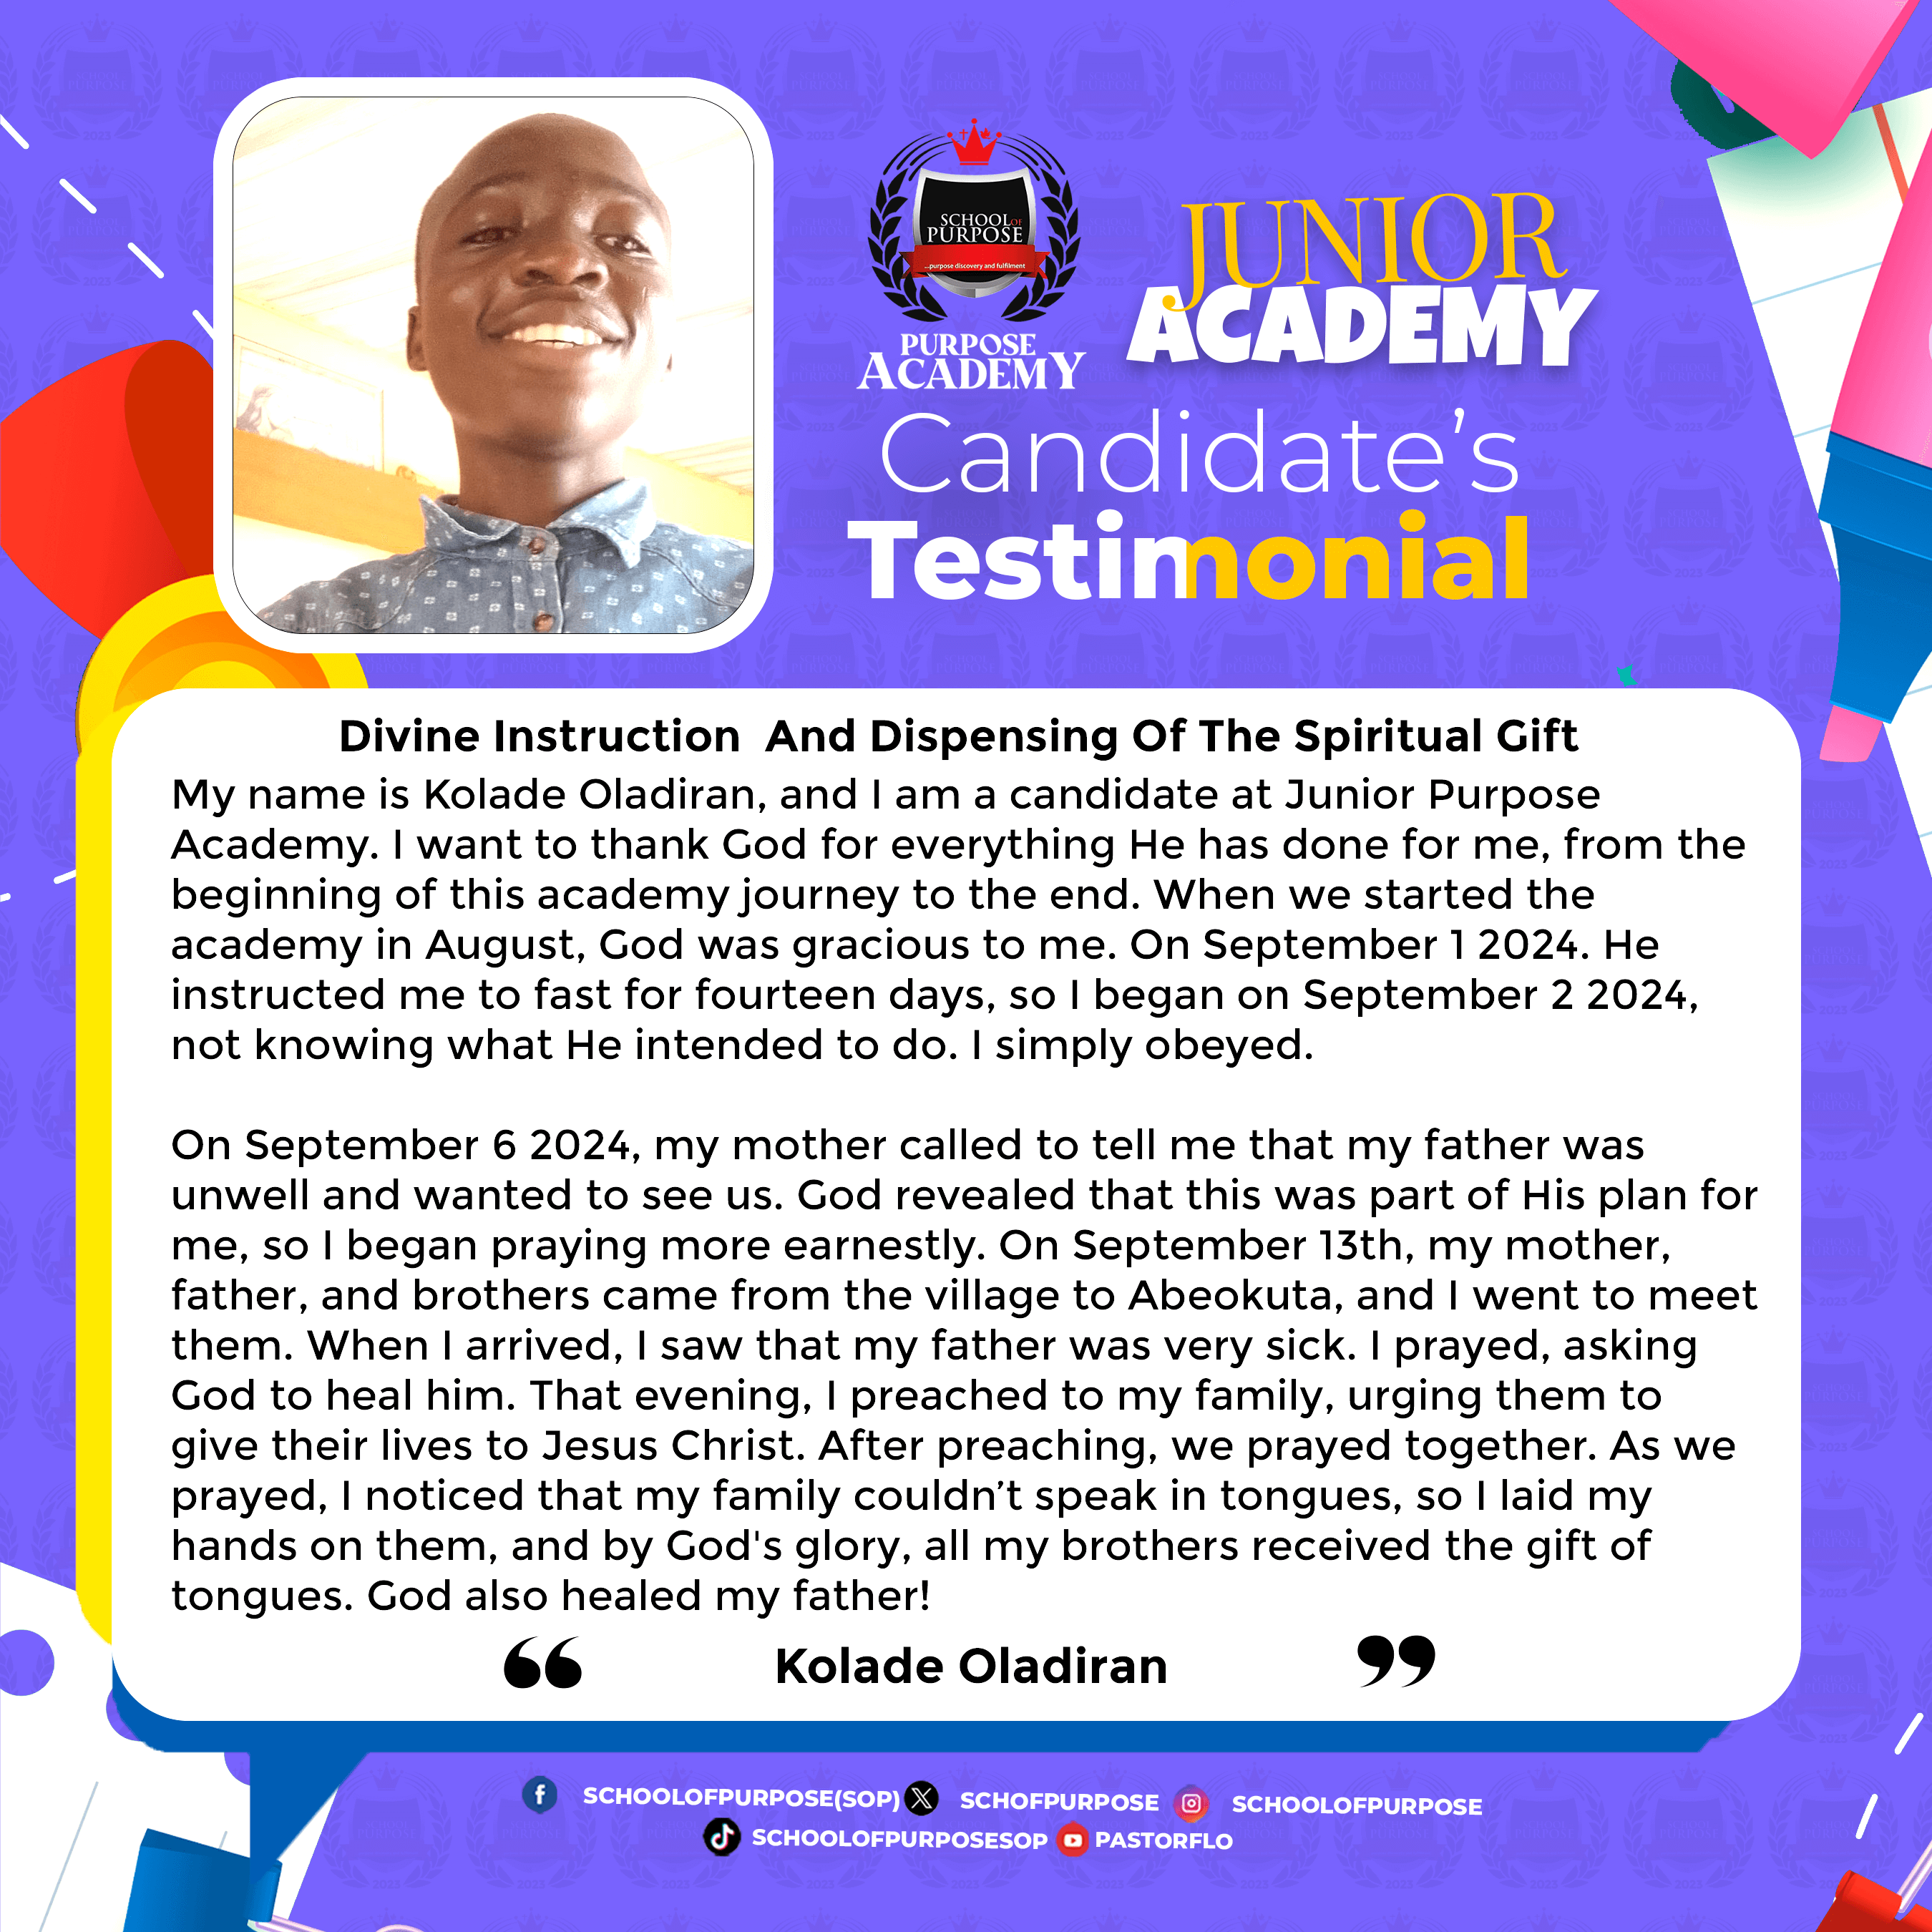 SCHOOL OF
PURPOSE
...purpose discovery and fulfilment
PURPOSE
ACADEMY
JUNIOR
ACADEMY
Candidate's
Testimonial
Divine Instruction  And Dispensing Of The Spiritual Gift
My name is Kolade Oladiran, and I am a candidate at Junior Purpose
Academy. I want to thank God for everything He has done for me, from the
beginning of this academy journey to the end. When we started the
academy in August, God was gracious to me. On September 1 2024. He
instructed me to fast for fourteen days, so I began on September 2 2024,
not knowing what He intended to do. I simply obeyed.
On September 6 2024, my mother called to tell me that my father was
unwell and wanted to see us. God revealed that this was part of His plan for
me, so I began praying more earnestly. On September 13th, my mother,
father, and brothers came from the village to Abeokuta, and I went to meet
them. When I arrived, I saw that my father was very sick. I prayed, asking
God to heal him. That evening, I preached to my family, urging them to
give their lives to Jesus Christ. After preaching, we prayed together. As we
prayed, I noticed that my family couldn’t speak in tongues, so I laid my
hands on them, and by God's glory, all my brothers received the gift of
tongues. God also healed my father!
“ Kolade Oladiran ”
SCHOOLOFPURPOSE(SOP) SCHOFPURPOSE SCHOOLOFPURPOSE
SCHOOLOFPURPOSESOP PASTORFLO